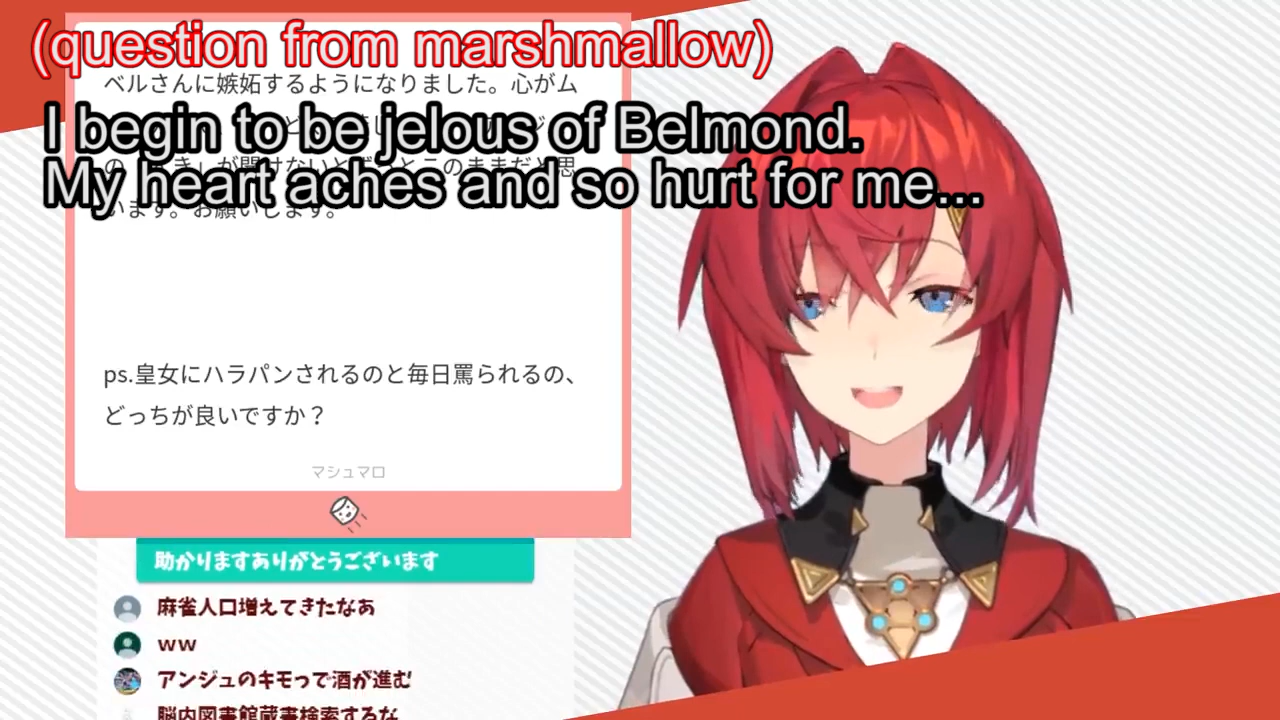 (question from marshmallow)
ベルさんに嫉妬するようになりました。心がム
I begin to be jelous of Belmond.
My heart aches and so hurt for me...
います。お願いします。
ps.皇女にハラパンされるのと毎日罵られるの、
どっちが良いですか？
マシュマロ
助かりますありがとうございます
麻雀人口増えてきたなあ
ww
アンジュのキモって酒が進む
脳内図書館蔵書検索するな